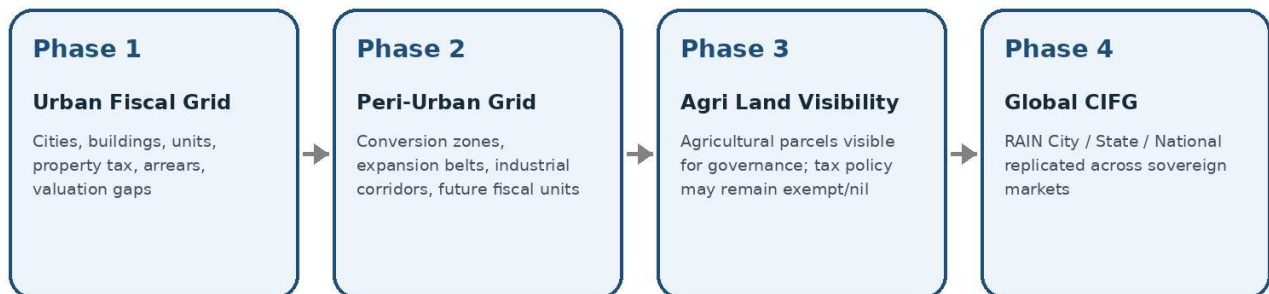 Phase 1
Urban Fiscal Grid
Cities, buildings, units,
property tax, arrears,
valuation gaps
Phase 2
Peri-Urban Grid
Conversion zones,
expansion belts, industrial
corridors, future fiscal units
Phase 3
Agri Land Visibility
Agricultural parcels visible
for governance; tax policy
may remain exempt/nil
Phase 4
Global CIFG
RAIN City / State / National
replicated across sovereign
markets